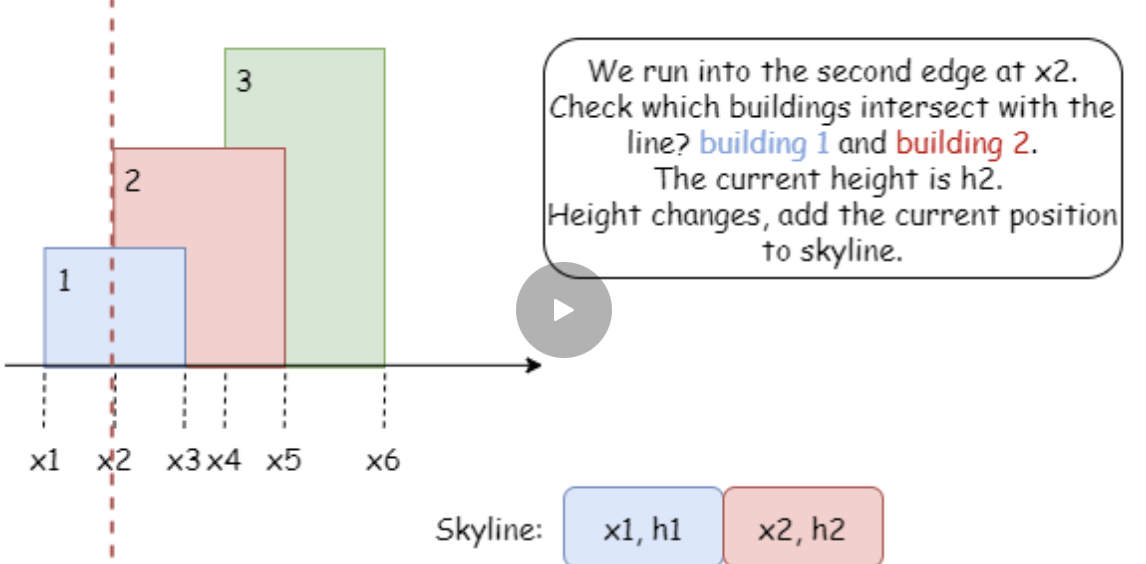 3
2
1
We run into the second edge at x2.
Check which buildings intersect with the
line? building 1 and building 2.
The current height is h2.
Height changes, add the current position
to skyline.
x1 x2 x3 x4 x5 x6
Skyline: x1, h1 x2, h2